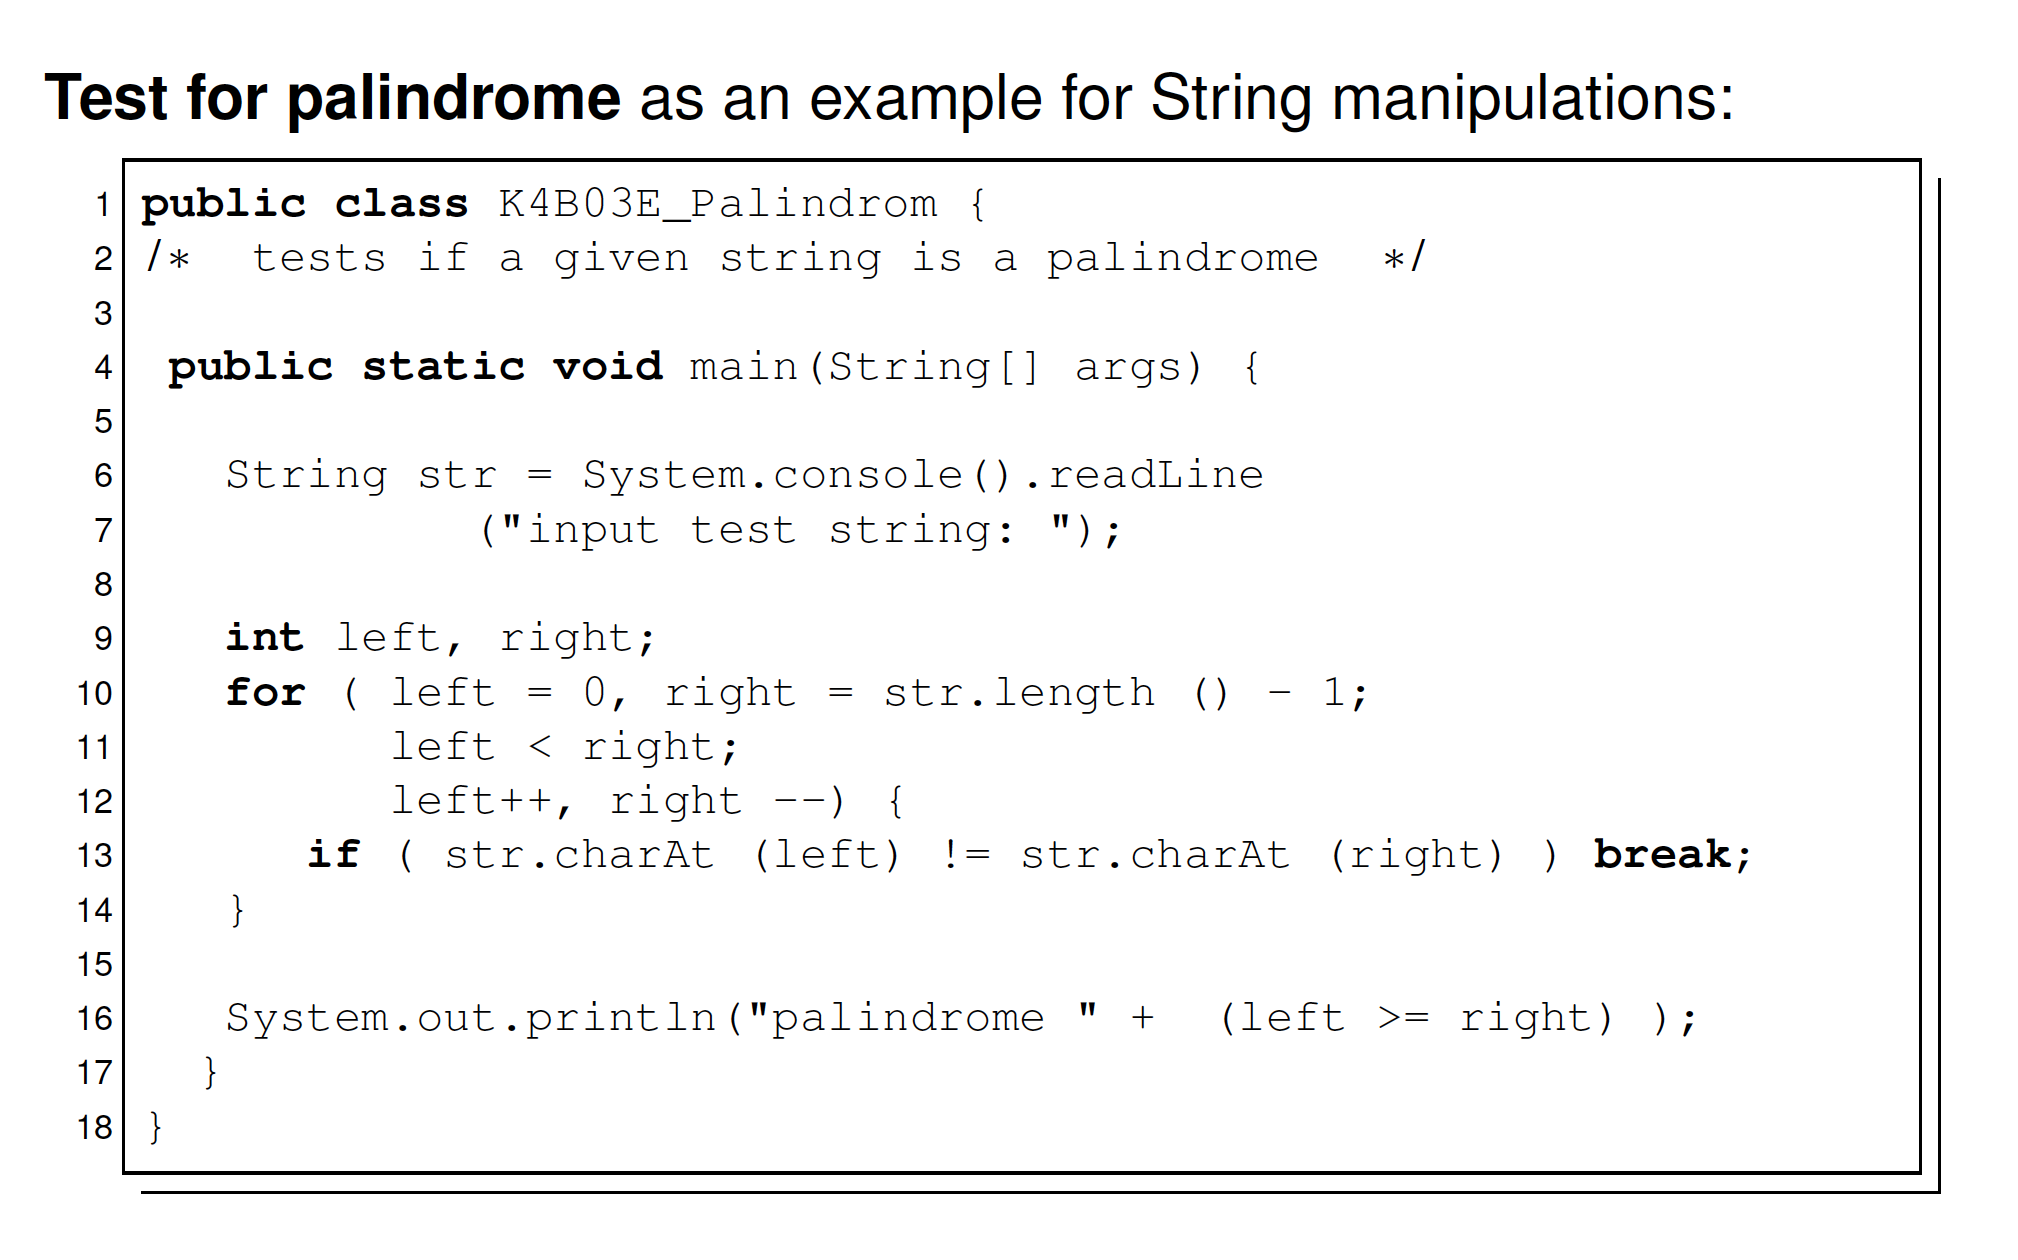 Test for palindrome as an example for String manipulations:
1 public class K4B03E_Palindrom {
2 /*  tests if a given string is a palindrome  */
3
4  public static void main(String[] args) {
5
6    String str = System.console().readLine
7             ("input test string: ");
8
9    int left, right;
10    for ( left = 0, right = str.length () - 1;
11          left < right;
12          left++, right --) {
13       if ( str.charAt (left) != str.charAt (right) ) break;
14    }
15
16    System.out.println("palindrome " +  (left >= right) );
17   }
18 }